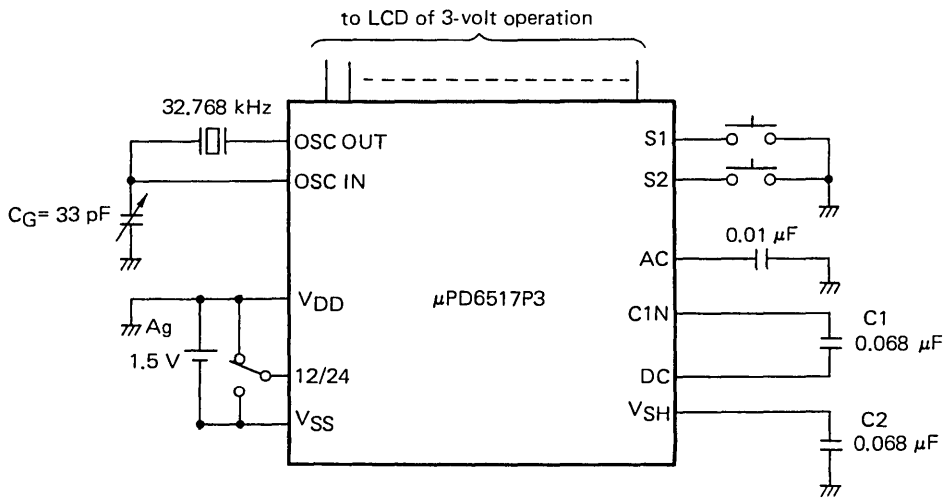 to LCD of 3-volt operation
32.768 kHz
OSC OUT
OSC IN
CG= 33 pF
VDD
Ag
1.5 V
12/24
VSS
μPD6517P3
S1
S2
0.01 μF
AC
C1N
C1
0.068 μF
DC
VSH
C2
0.068 μF